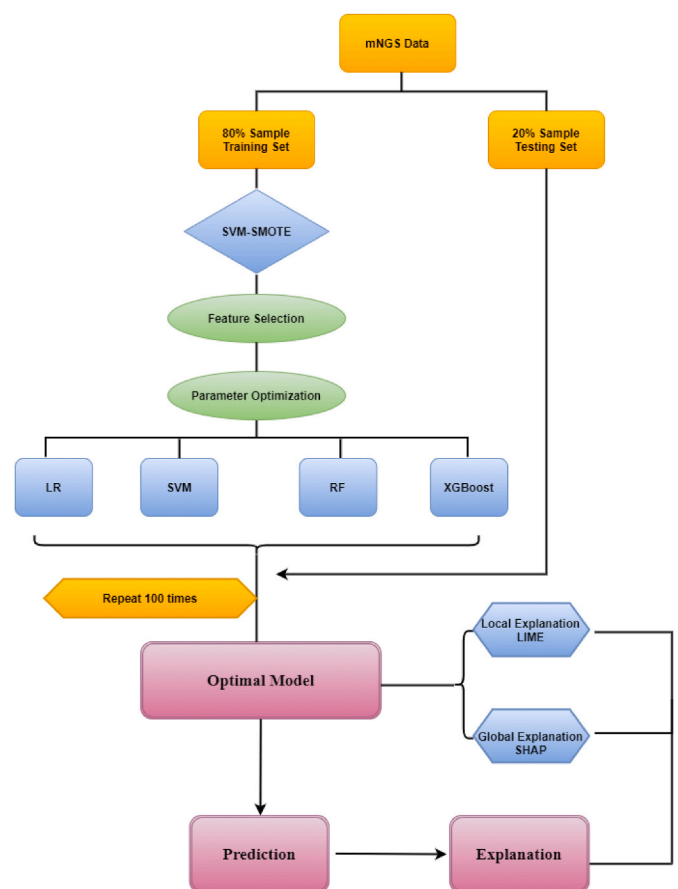 mNGS Data
80% Sample
Training Set
20% Sample
Testing Set
SVM-SMOTE
Feature Selection
Parameter Optimization
LR
SVM
RF
XGBoost
Repeat 100 times
Local Explanation
LIME
Optimal Model
Global Explanation
SHAP
Prediction
Explanation